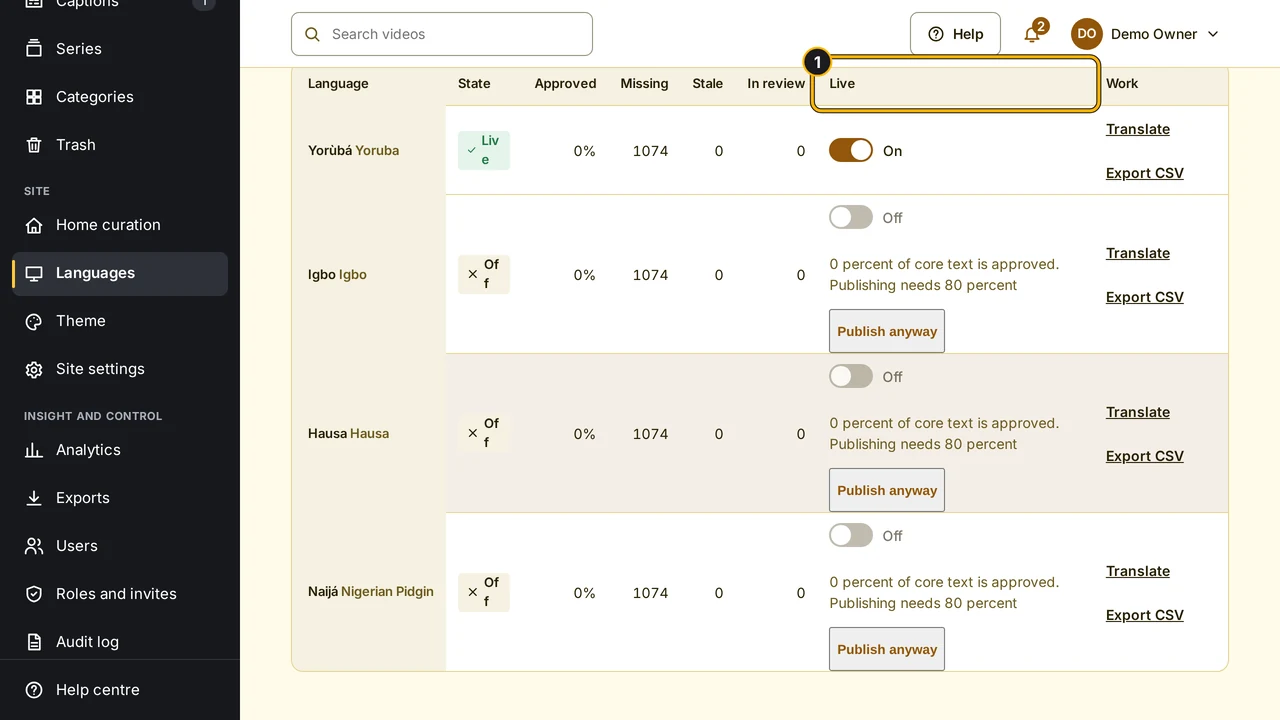 Captions
1
Series
Categories
Trash
SITE
Home curation
Languages
Theme
Site settings
INSIGHT AND CONTROL
Analytics
Exports
Users
Roles and invites
Audit log
Help centre
Search videos
Help
2
DO
Demo Owner
1
Language State Approved Missing Stale In review Live Work
Yorùbá Yoruba
Liv
e
0% 1074 0 0
On
Translate
Export CSV
Igbo Igbo
Of
f
0% 1074 0 0
Off
0 percent of core text is approved.
Publishing needs 80 percent
Publish anyway
Translate
Export CSV
Hausa Hausa
Of
f
0% 1074 0 0
Off
0 percent of core text is approved.
Publishing needs 80 percent
Publish anyway
Translate
Export CSV
Naijá Nigerian Pidgin
Of
f
0% 1074 0 0
Off
0 percent of core text is approved.
Publishing needs 80 percent
Publish anyway
Translate
Export CSV